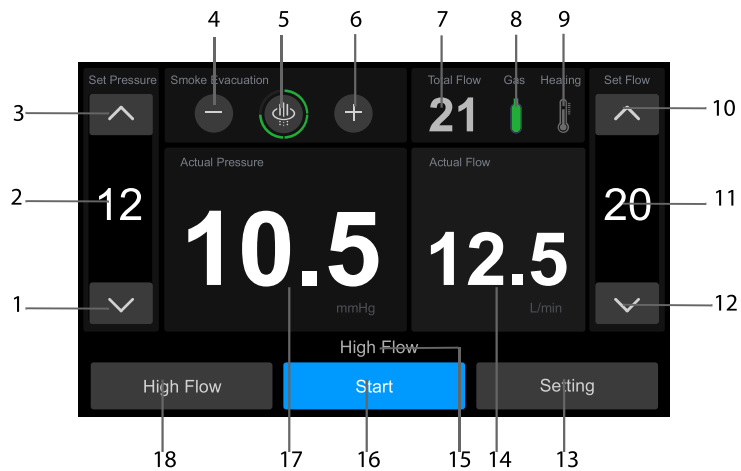 4 5 6 7 8 9
Set Pressure Smoke Evacuation Total Flow Gas Heating Set Flow
3 21 10
Actual Pressure Actual Flow
2 12 20 11
10.5 12.5
1 mmHg L/min 12
High Flow
High Flow Start Setting
18 17 16 15 14 13